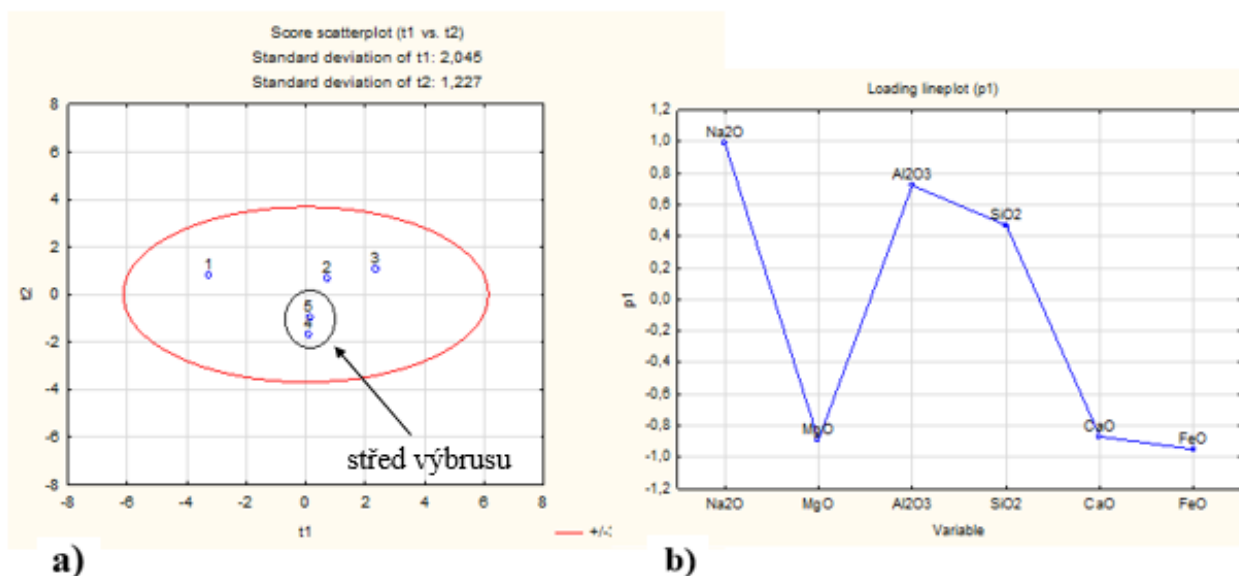 Score scatterplot (t1 vs. t2)
Standard deviation of t1: 2,045
Standard deviation of t2: 1,227
8
6
4
2
0
-2
-4
-6
-8
t2
1
2
3
5
4
střed výbrusu
-8 -6 -4 -2 0 2 4 6 8
t1
+/-
a)
Loading lineplot (p1)
1,2
1,0
0,8
0,6
0,4
0,2
0,0
-0,2
-0,4
-0,6
-0,8
-1,0
-1,2
p1
Na2O
MgO
Al2O3
SiO2
CaO
FeO
Na2O MgO Al2O3 SiO2 CaO FeO
Variable
b)